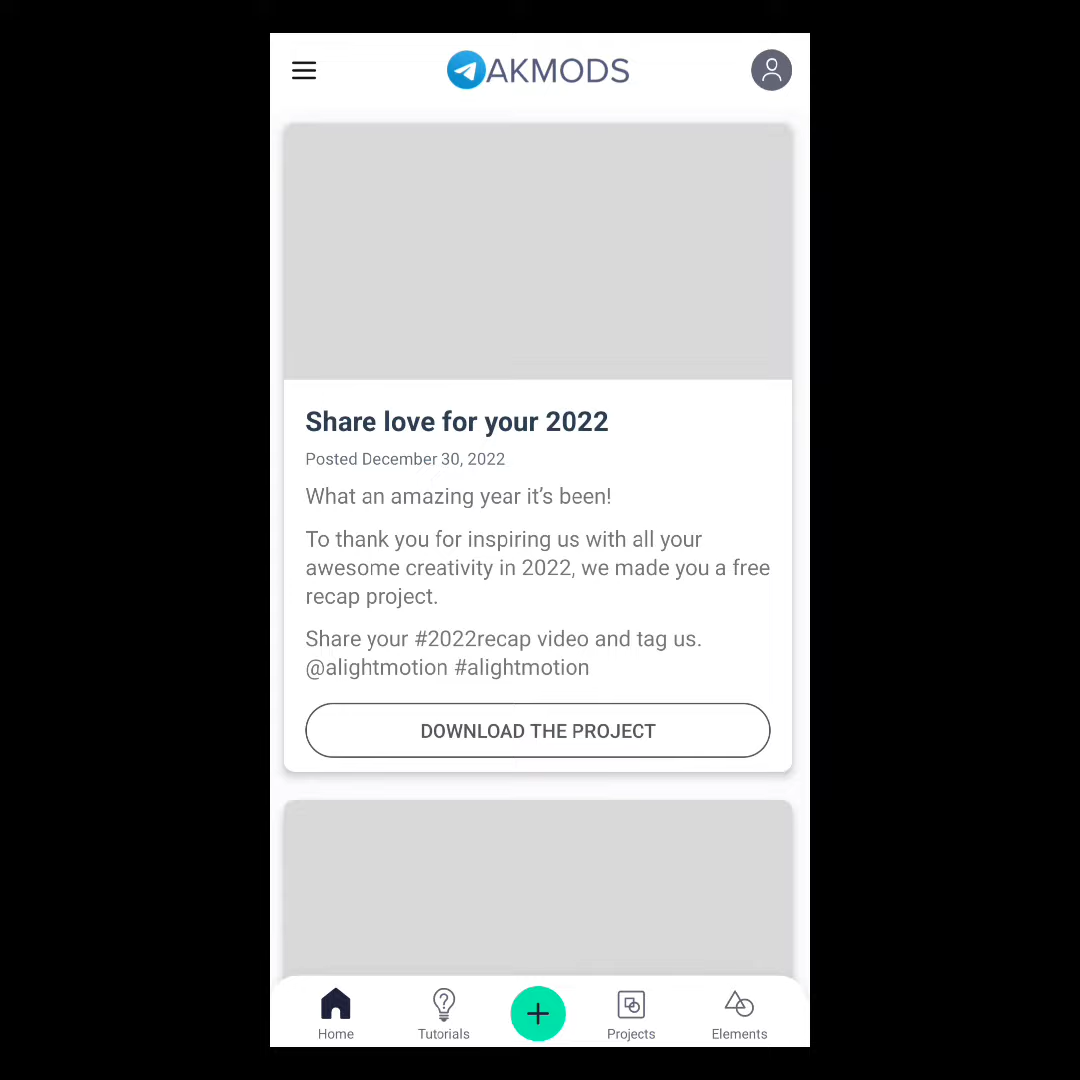 AKMODS
Share love for your 2022
Posted December 30, 2022
What an amazing year it’s been!
To thank you for inspiring us with all your
awesome creativity in 2022, we made you a free
recap project.
Share your #2022recap video and tag us.
@alightmotion #alightmotion
DOWNLOAD THE PROJECT
Home
Tutorials
Projects
Elements